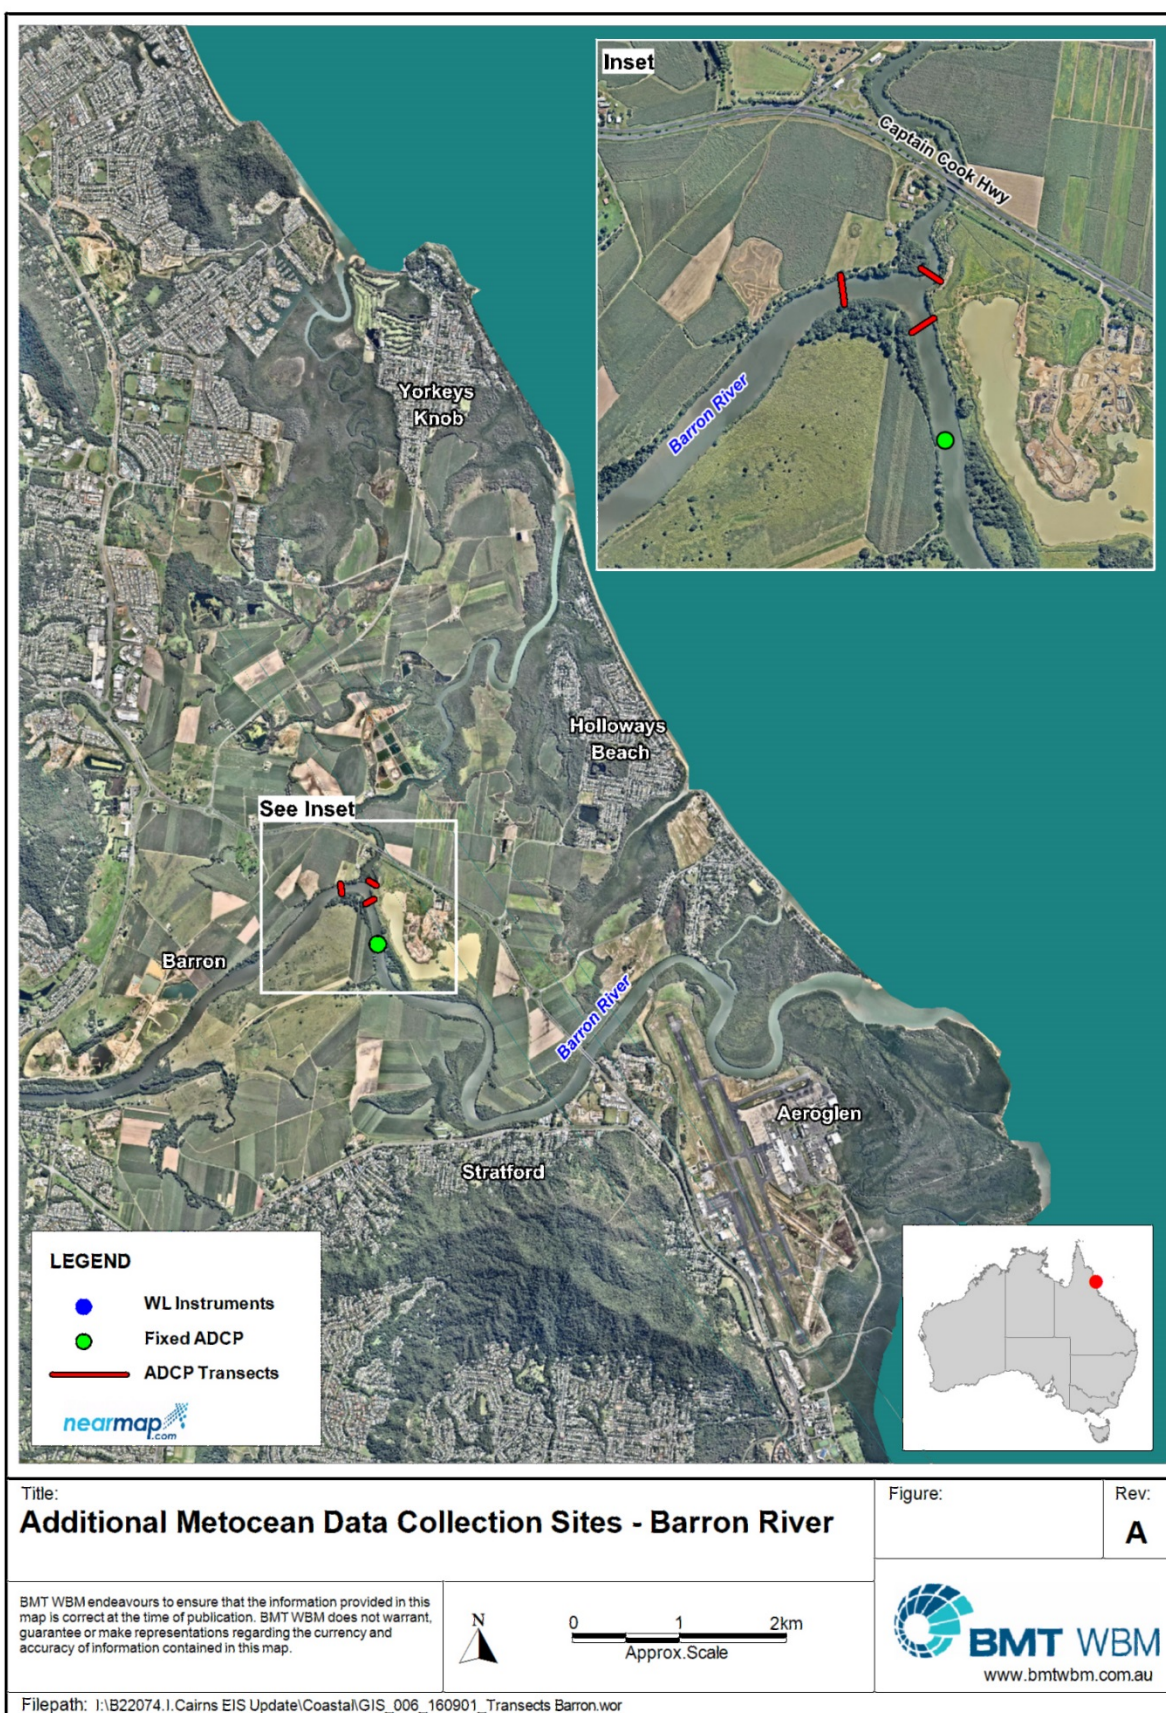 Inset
Captain Cook Hwy
Barron River
Yorkeys
Knob
Holloways
Beach
See Inset
Barron
Barron River
Aeroglen
Stratford
LEGEND
WL Instruments
Fixed ADCP
ADCP Transects
nearmap
.com
Title:
Additional Metocean Data Collection Sites - Barron River
Figure:
Rev:
A
BMT WBM endeavours to ensure that the information provided in this
map is correct at the time of publication. BMT WBM does not warrant,
guarantee or make representations regarding the currency and
accuracy of information contained in this map.
N
0 1 2km
Approx.Scale
BMT WBM
www.bmtwbm.com.au
Filepath: I:\B22074.I.Cairns EIS Update\Coastal\GIS_006_160901_Transects Barron.wor